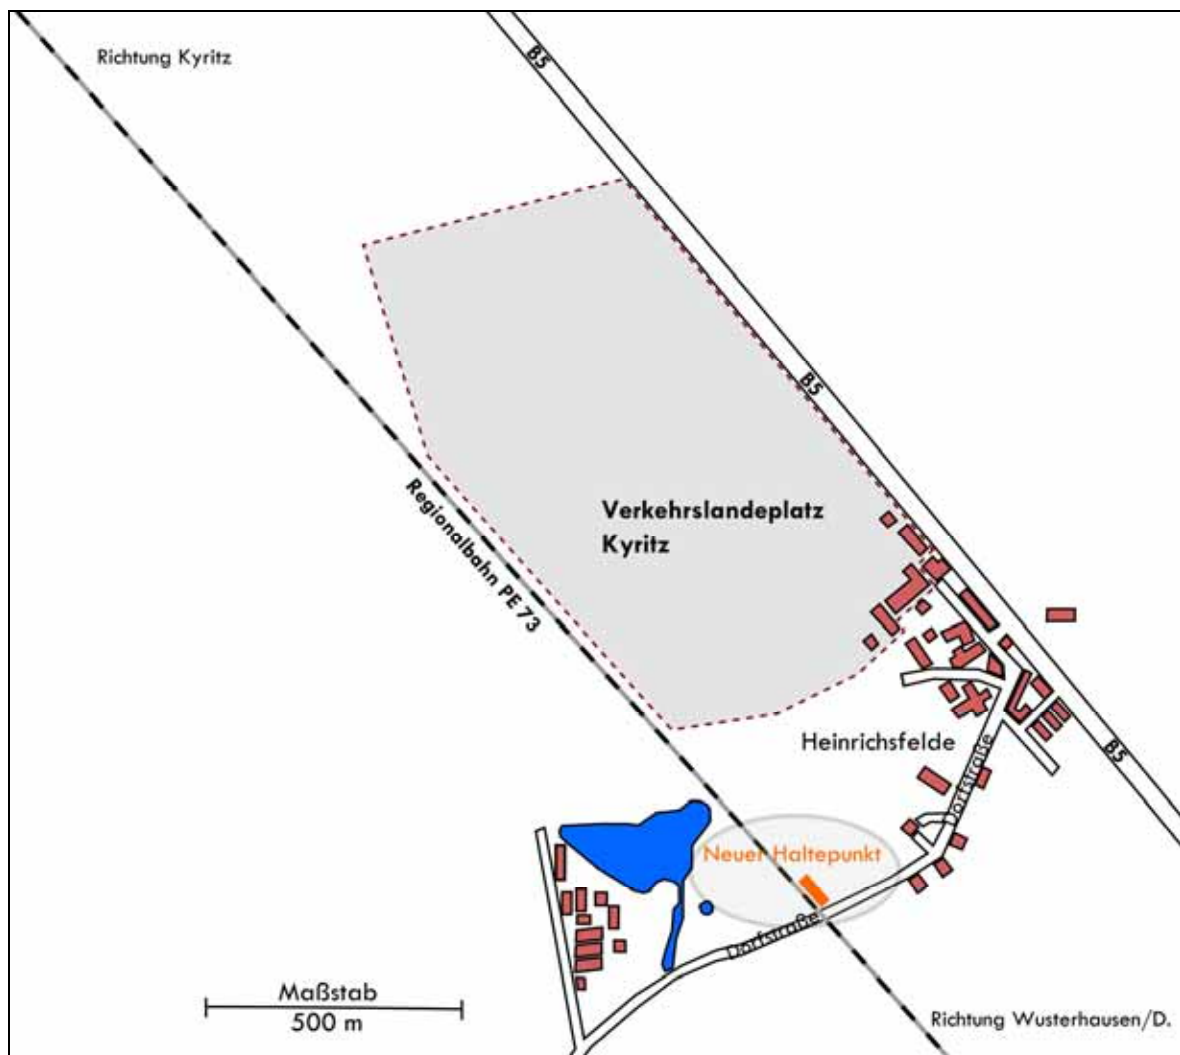 B5
Richtung Kyritz
B5
Verkehrslandeplatz
Kyritz
Regionalbahn PE 73
Heinrichsfelde
Dorfstraße
B5
Neuer Haltepunkt
Dorfstraße
Maßstab
500 m
Richtung Wusterhausen/D.